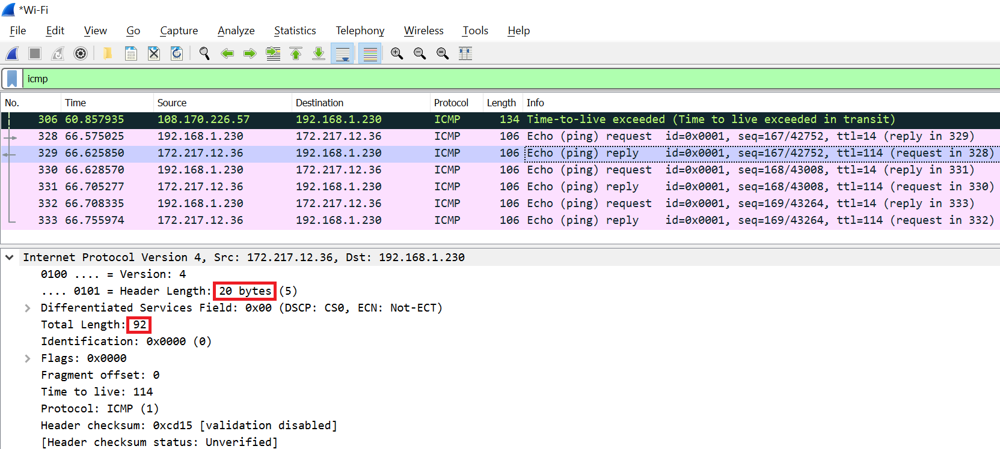 *Wi-Fi
File Edit View Go Capture Analyze Statistics Telephony Wireless Tools Help
icmp
No. Time Source Destination Protocol Length Info
306 60.857935 108.170.226.57 192.168.1.230 ICMP 134 Time-to-live exceeded (Time to live exceeded in transit)
328 66.575025 192.168.1.230 172.217.12.36 ICMP 106 Echo (ping) request id=0x0001, seq=167/42752, ttl=14 (reply in 329)
329 66.625850 172.217.12.36 192.168.1.230 ICMP 106 Echo (ping) reply id=0x0001, seq=167/42752, ttl=114 (request in 328)
330 66.628570 192.168.1.230 172.217.12.36 ICMP 106 Echo (ping) request id=0x0001, seq=168/43008, ttl=14 (reply in 331)
331 66.705277 172.217.12.36 192.168.1.230 ICMP 106 Echo (ping) reply id=0x0001, seq=168/43008, ttl=114 (request in 330)
332 66.708335 192.168.1.230 172.217.12.36 ICMP 106 Echo (ping) request id=0x0001, seq=169/43264, ttl=14 (reply in 333)
333 66.755974 172.217.12.36 192.168.1.230 ICMP 106 Echo (ping) reply id=0x0001, seq=169/43264, ttl=114 (request in 332)
Internet Protocol Version 4, Src: 172.217.12.36, Dst: 192.168.1.230
0100 .... = Version: 4
.... 0101 = Header Length: 20 bytes (5)
Differentiated Services Field: 0x00 (DSCP: CS0, ECN: Not-ECT)
Total Length: 92
Identification: 0x0000 (0)
Flags: 0x0000
Fragment offset: 0
Time to live: 114
Protocol: ICMP (1)
Header checksum: 0xcd15 [validation disabled]
[Header checksum status: Unverified]